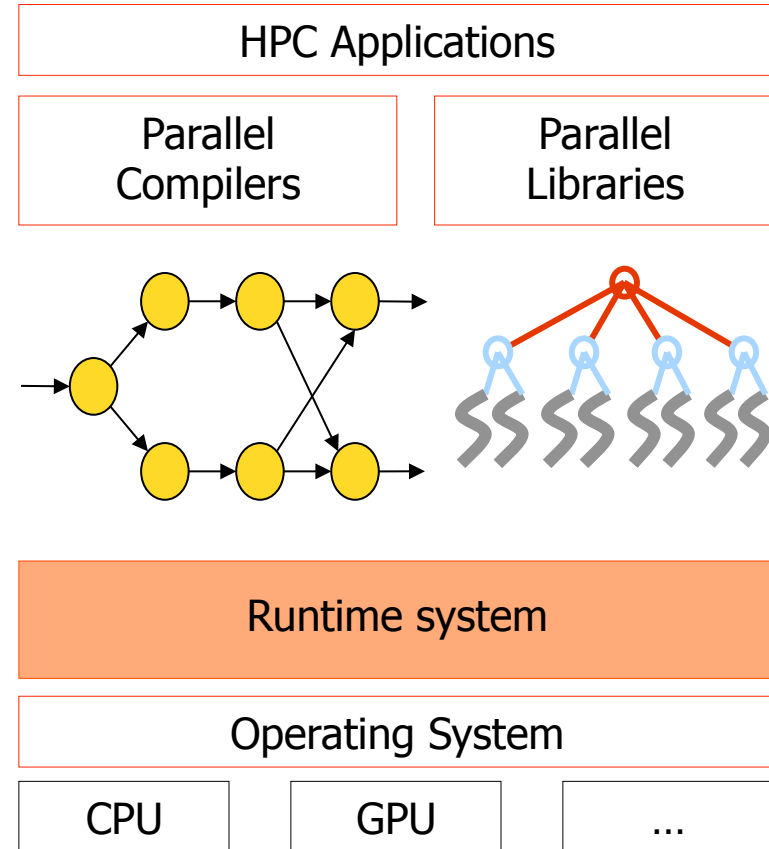 HPC Applications
Parallel
Compilers
Parallel
Libraries
Runtime system
Operating System
CPU
GPU
...